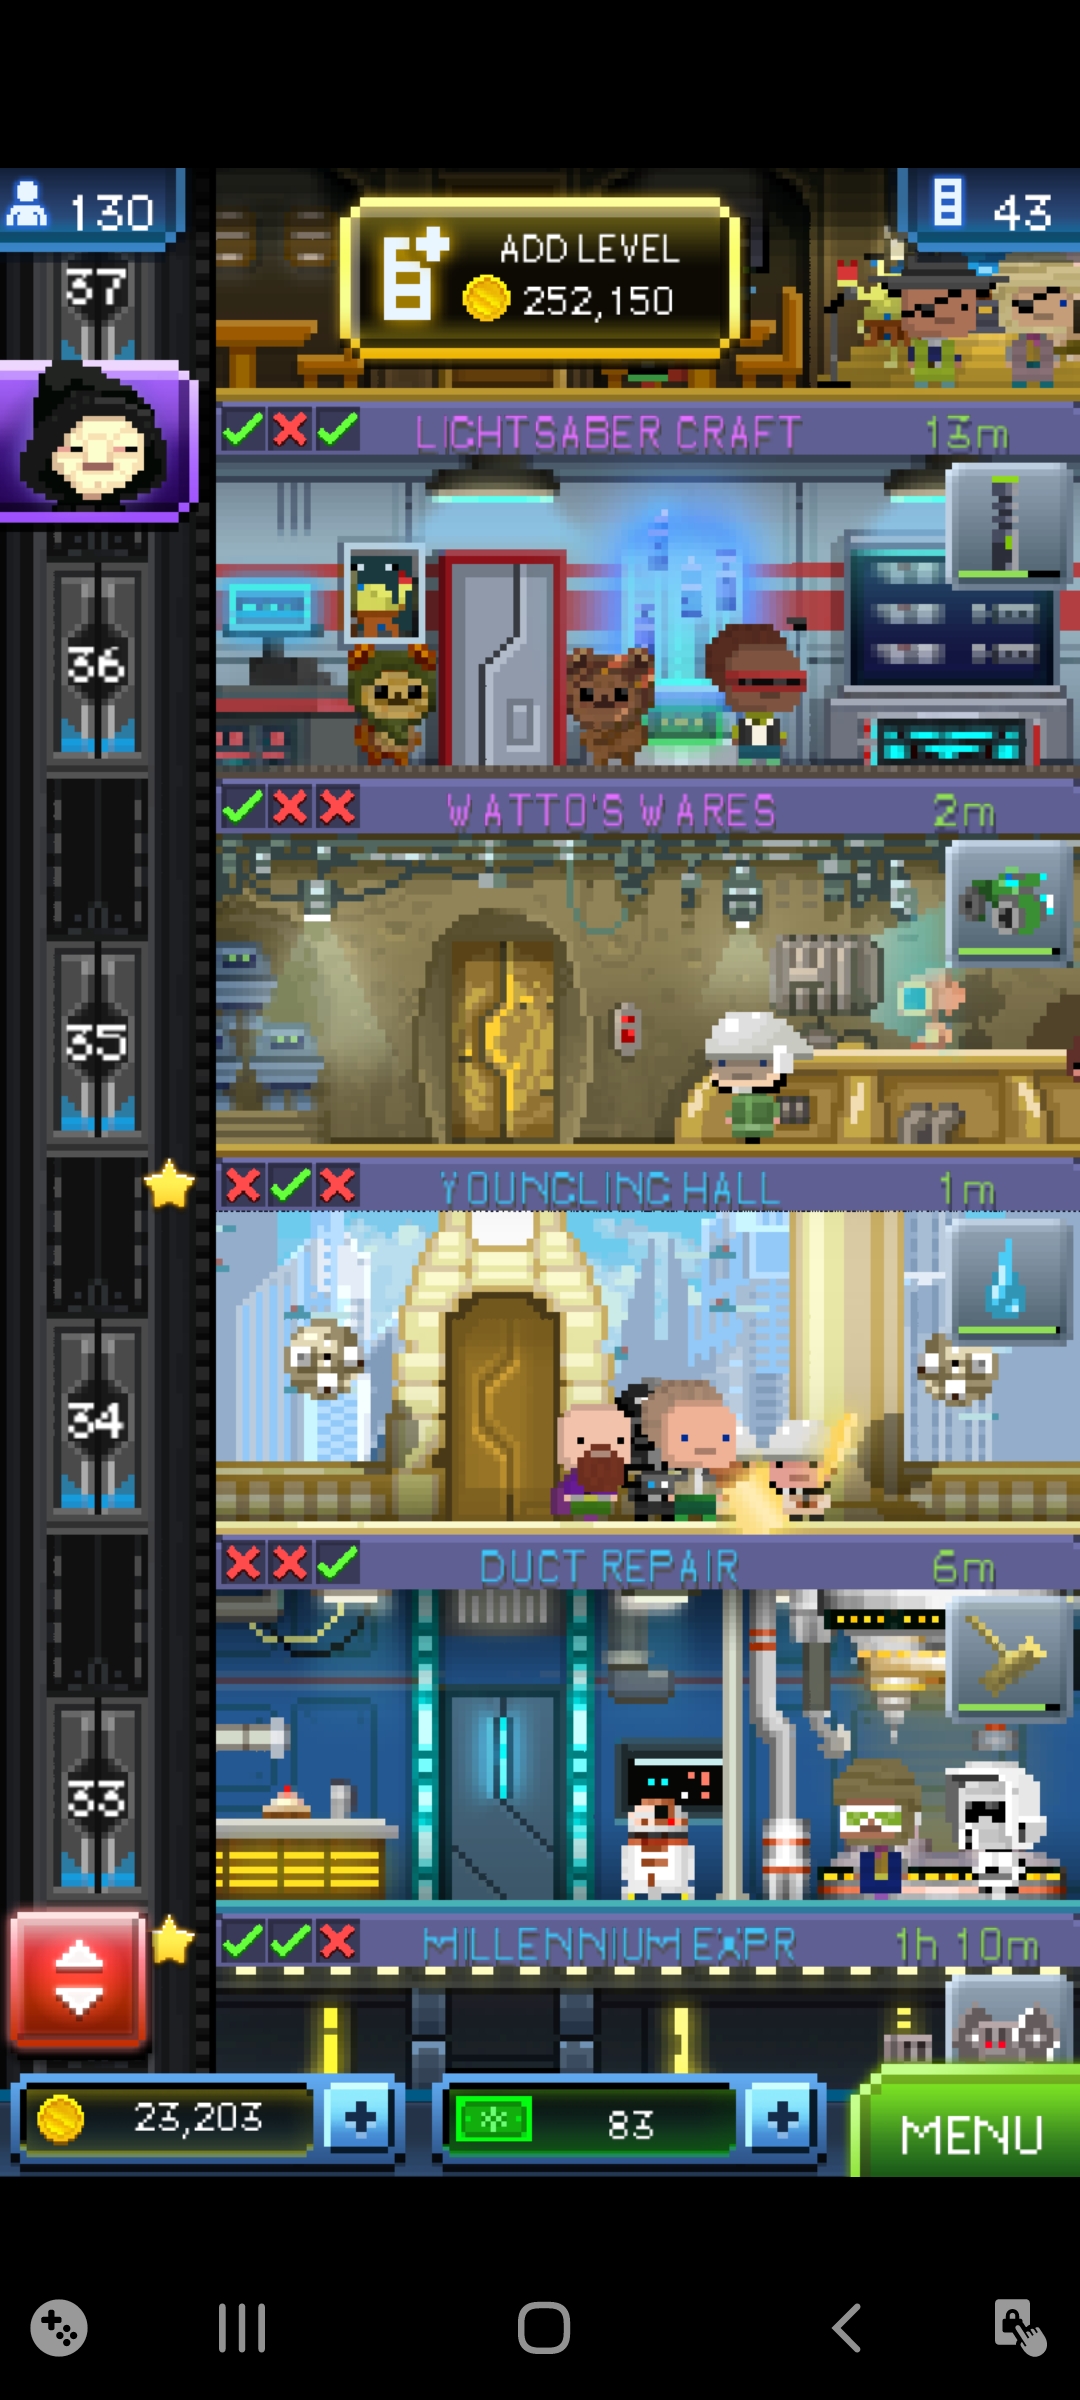 130
ADD LEVEL
252,150
43
37
LIGHTSABER CRAFT 13m
36
WATTO'S WARES 2m
35
YOUNGLING HALL 1m
34
DUCT REPAIR 6m
33
MILLENNIUM EXPR 1h 10m
23,203
83
MENU